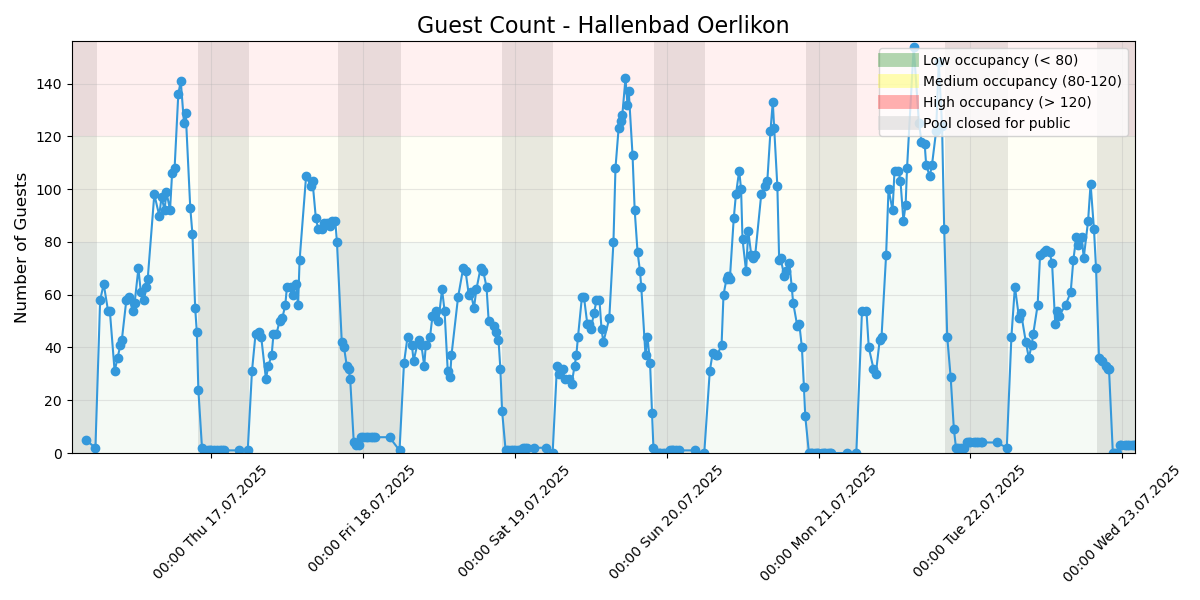 Guest Count - Hallenbad Oerlikon
Number of Guests
140
120
100
80
60
40
20
0
Low occupancy (< 80)
Medium occupancy (80-120)
High occupancy (> 120)
Pool closed for public
00:00 Thu 17.07.2025
00:00 Fri 18.07.2025
00:00 Sat 19.07.2025
00:00 Sun 20.07.2025
00:00 Mon 21.07.2025
00:00 Tue 22.07.2025
00:00 Wed 23.07.2025